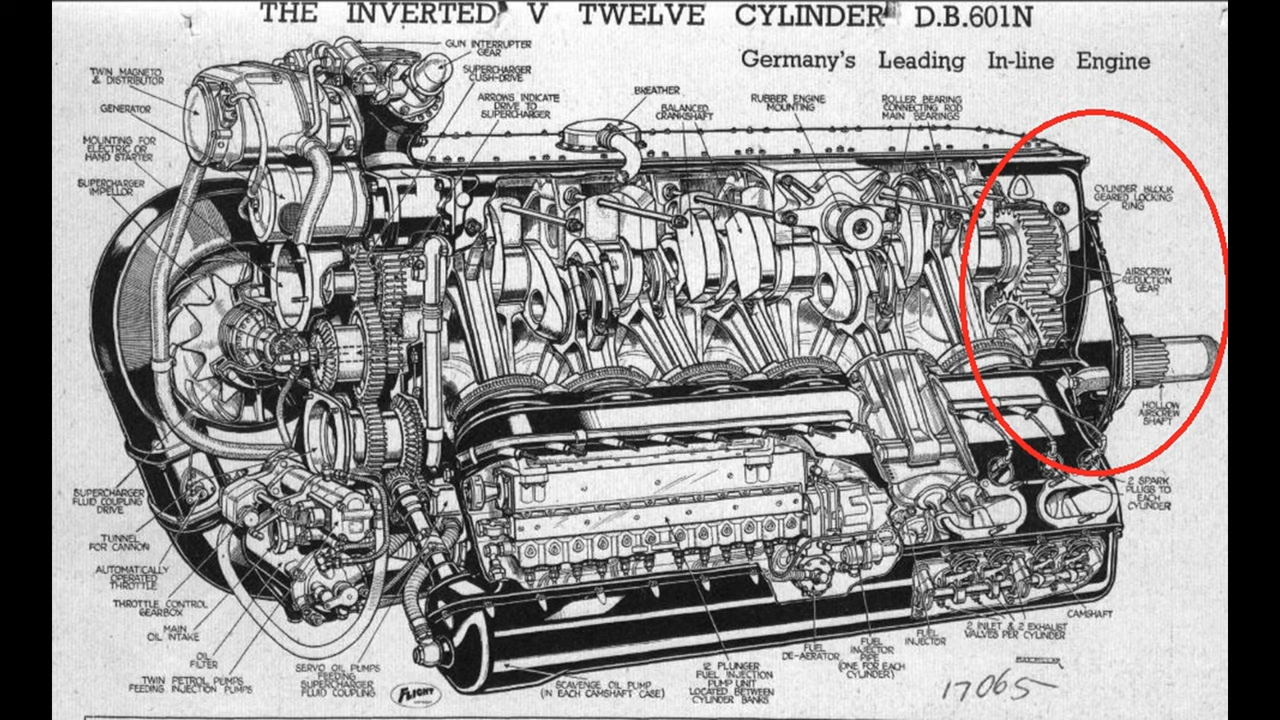 THE INVERTED V TWELVE CYLINDER D.B.601N
Germany's Leading In-line Engine
GUN INTERRUPTER
GEAR
TWIN MAGNETO
& DISTRIBUTOR
SUPERCHARGER
CUSH-DRIVE
GENERATOR
ARROWS INDICATE
DRIVE TO
SUPERCHARGER
BREATHER
BALANCED
CRANKSHAFT
RUBBER ENGINE
MOUNTING
ROLLER BEARING
CONNECTING ROD
MAIN BEARINGS
MOUNTING FOR
ELECTRIC OR
HAND STARTER
SUPERCHARGER
IMPELLOR
CYLINDER BLOCK
GEARED LOCKING
RING
AIRSCREW
REDUCTION
GEAR
HOLLOW
AIRSCREW
SHAFT
2 SPARK
PLUGS TO
EACH
CYLINDER
SUPERCHARGER
FLUID COUPLING
DRIVE
TUNNEL
FOR CANNON
AUTOMATICALLY
OPERATED
THROTTLE
THROTTLE CONTROL
GEARBOX
MAIN
OIL INTAKE
OIL
FILTER
TWIN PETROL PUMPS
FEEDING INJECTION PUMPS
SERVO OIL PUMPS
FEEDING
SUPERCHARGER
FLUID COUPLING
FLIGHT
SCAVENGE OIL PUMP
(IN EACH CAMSHAFT CASE)
12 PLUNGER
FUEL INJECTION
PUMP UNIT
LOCATED BETWEEN
CYLINDER BANKS
FUEL
DE-AERATOR
FUEL
INJECTOR
PIPE
(ONE FOR EACH
CYLINDER)
FUEL
INJECTOR
2 INLET & 2 EXHAUST
VALVES PER CYLINDER
CAMSHAFT
17065